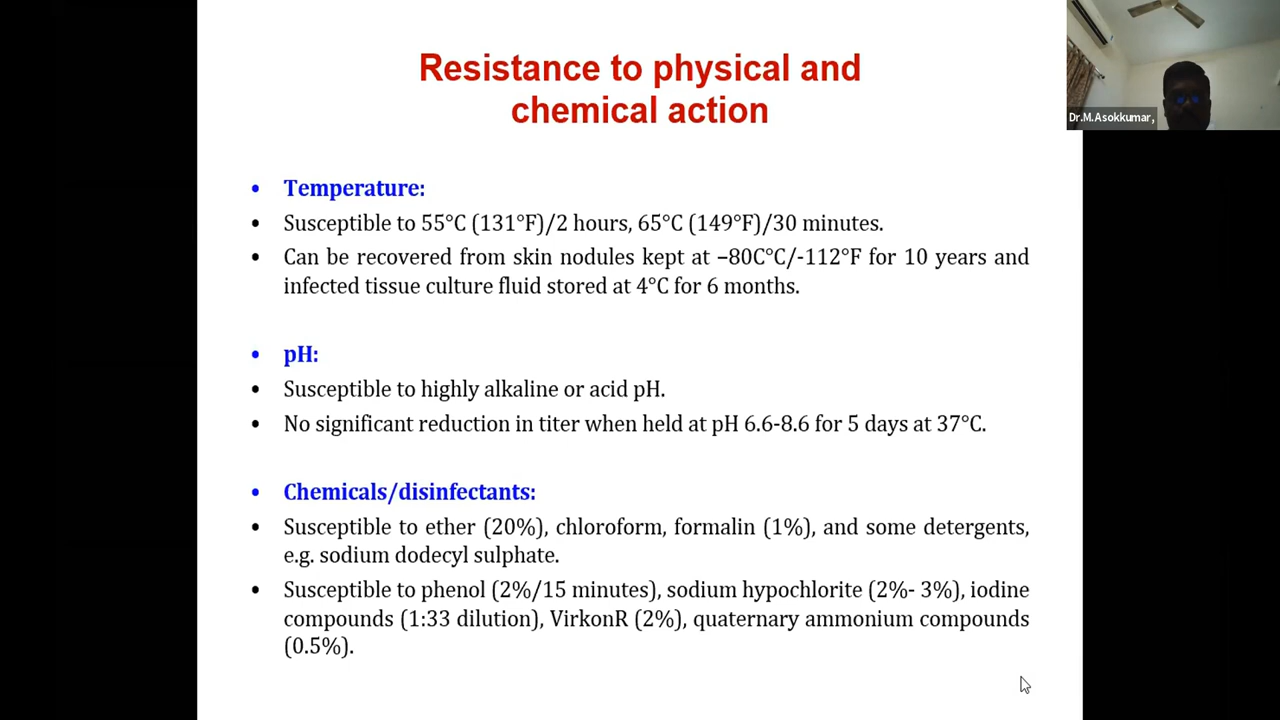 Resistance to physical and
chemical action
Dr.M.Asokkumar,
• Temperature:
• Susceptible to 55°C (131°F)/2 hours, 65°C (149°F)/30 minutes.
• Can be recovered from skin nodules kept at –80C°C/-112°F for 10 years and
infected tissue culture fluid stored at 4°C for 6 months.
• pH:
• Susceptible to highly alkaline or acid pH.
• No significant reduction in titer when held at pH 6.6-8.6 for 5 days at 37°C.
• Chemicals/disinfectants:
• Susceptible to ether (20%), chloroform, formalin (1%), and some detergents,
e.g. sodium dodecyl sulphate.
• Susceptible to phenol (2%/15 minutes), sodium hypochlorite (2%- 3%), iodine
compounds (1:33 dilution), VirkonR (2%), quaternary ammonium compounds
(0.5%).